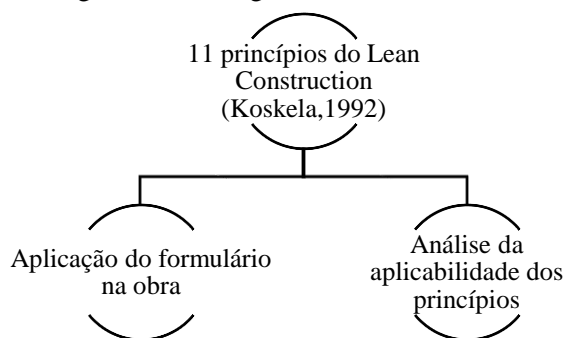 11 princípios do Lean
Construction
(Koskela,1992)
Aplicação do formulário
na obra
Análise da
aplicabilidade dos
princípios